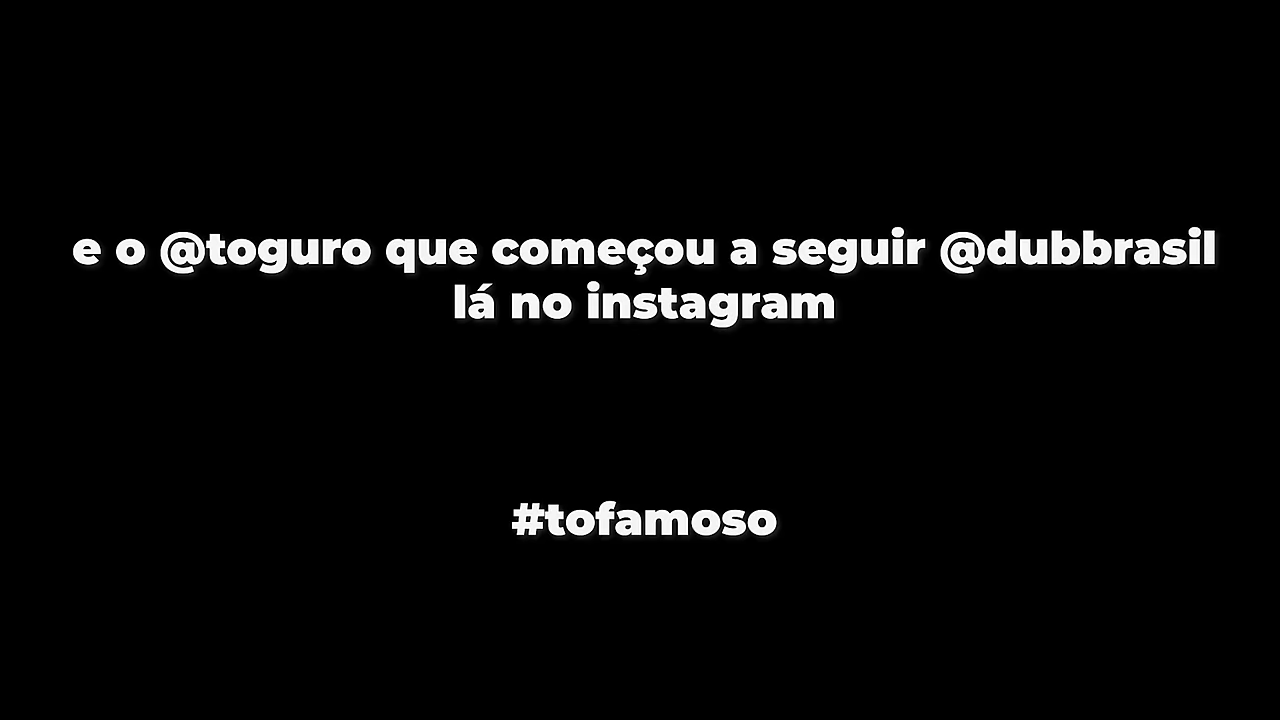 e o @toguro que começou a seguir @dubbrasil
lá no instagram
#tofamoso